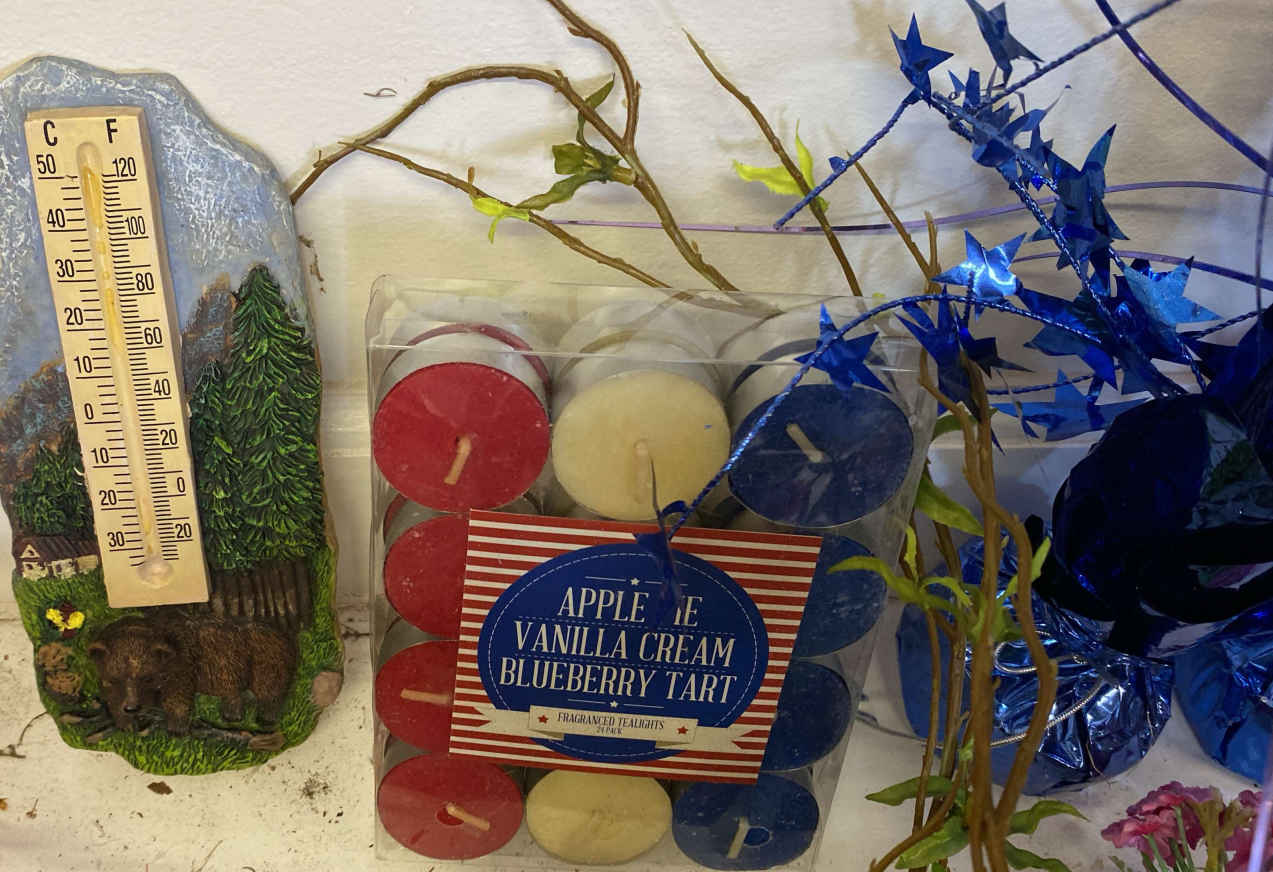 C F
50 120
40 100
30 80
20 60
10 40
0 20
10 0
20 20
30
APPLE IE
VANILLA CREAM
BLUEBERRY TART
FRAGRANCED TEALIGHTS
24 PACK